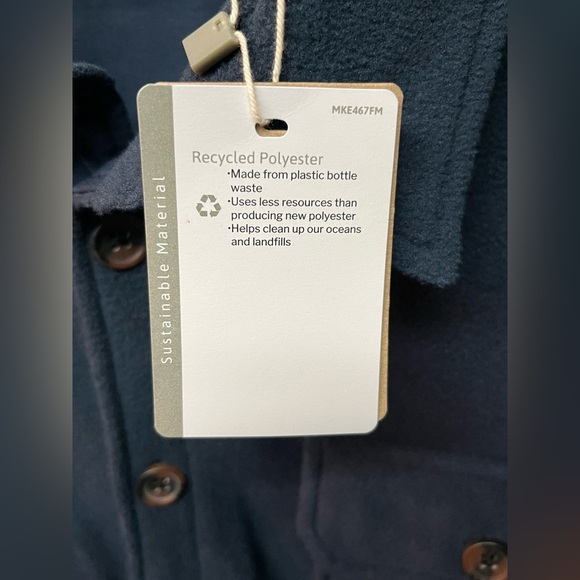 MKE467FM
Recycled Polyester
•Made from plastic bottle
waste
•Uses less resources than
producing new polyester
•Helps clean up our oceans
and landfills
Sustainable Material